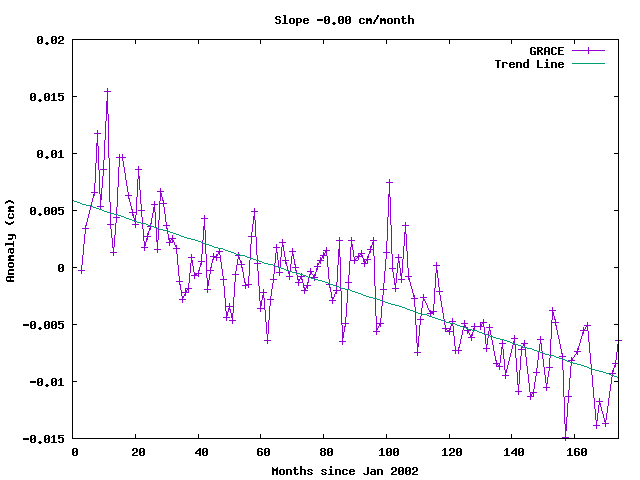 Slope -0.00 cm/month
GRACE
Trend Line
0.02
0.015
0.01
0.005
0
-0.005
-0.01
-0.015
Anomaly (cm)
0 20 40 60 80 100 120 140 160
Months since Jan 2002